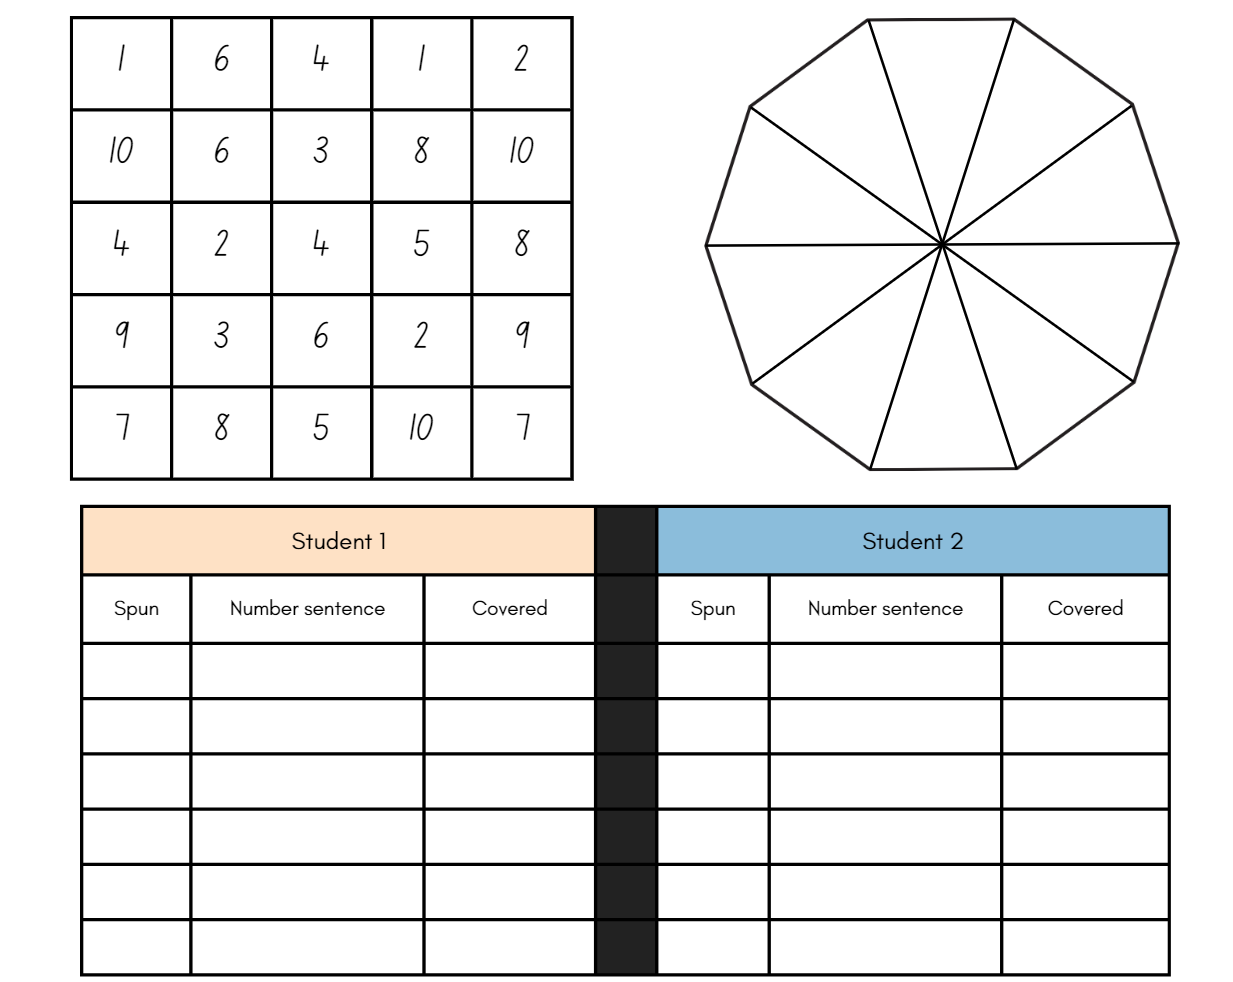 1 6 4 1 2
10 6 3 8 10
4 2 4 5 8
9 3 6 2 9
7 8 5 10 7
Student 1 Student 2
Spun Number sentence Covered Spun Number sentence Covered